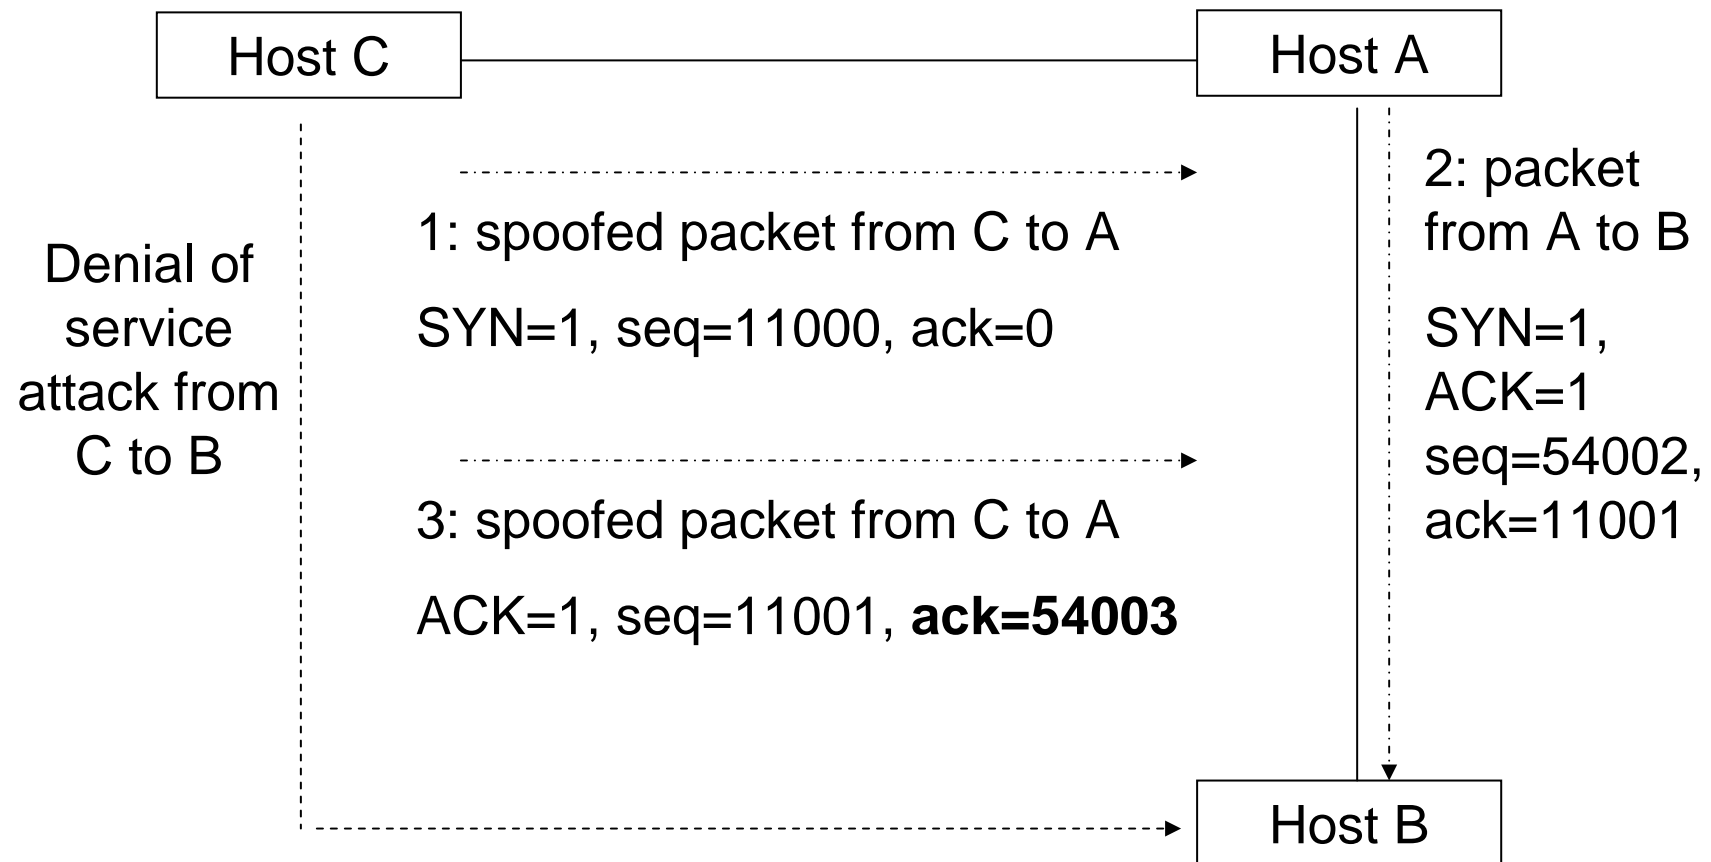 Host C
Host A
Denial of
service
attack from
C to B
1: spoofed packet from C to A
SYN=1, seq=11000, ack=0
3: spoofed packet from C to A
ACK=1, seq=11001, ack=54003
2: packet
from A to B
SYN=1,
ACK=1
seq=54002,
ack=11001
Host B